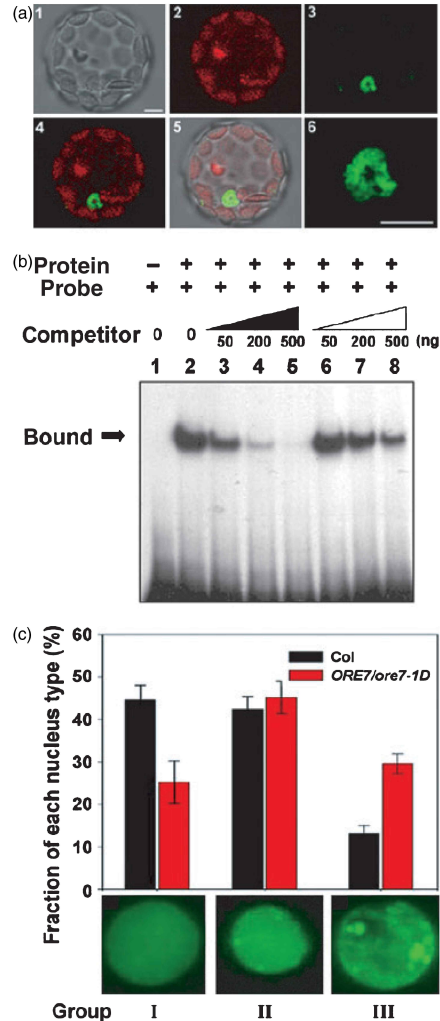 (a)
1 2 3
4 5 6
(b) Protein − + + + + + + +
Probe + + + + + + + +
Competitor 0 0 50 200 500 50 200 500 (ng
1 2 3 4 5 6 7 8
Bound
(c)
60
50
40
30
20
10
0
Fraction of each nucleus type (%)
Col
ORE7/ore7-1D
Group I II III